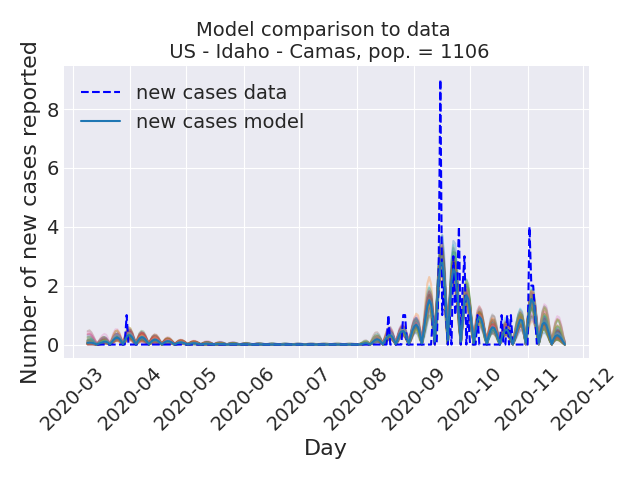 Model comparison to data
US - Idaho - Camas, pop. = 1106
Number of new cases reported
new cases data
new cases model
8
6
4
2
0
2020-03
2020-04
2020-05
2020-06
2020-07
2020-08
2020-09
2020-10
2020-11
2020-12
Day